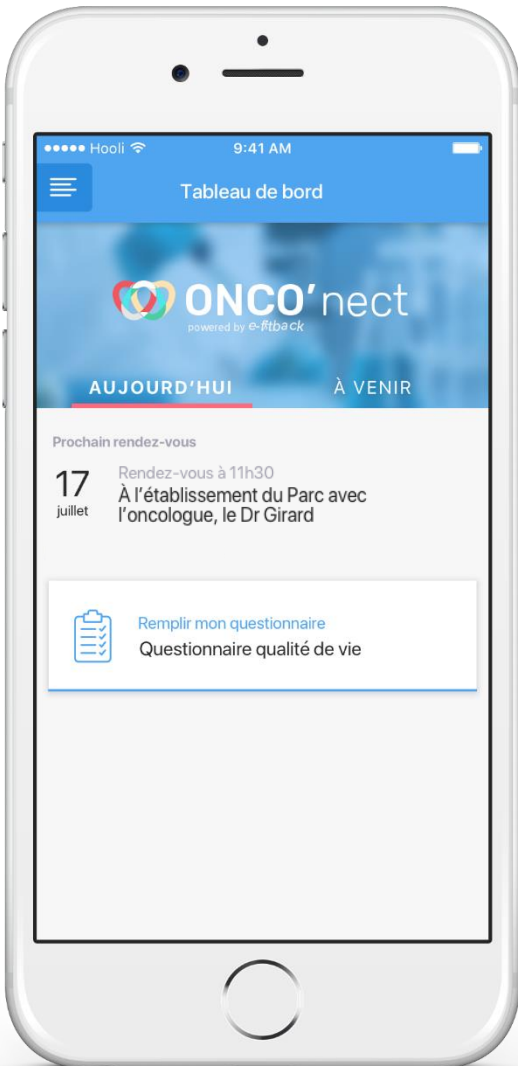 Hooli 9:41 AM
Tableau de bord
ONCO'nect
powered by e-fitback
AUJOURD'HUI À VENIR
Prochain rendez-vous
17 juillet
Rendez-vous à 11h30
À l'établissement du Parc avec
l'oncologue, le Dr Girard
Remplir mon questionnaire
Questionnaire qualité de vie